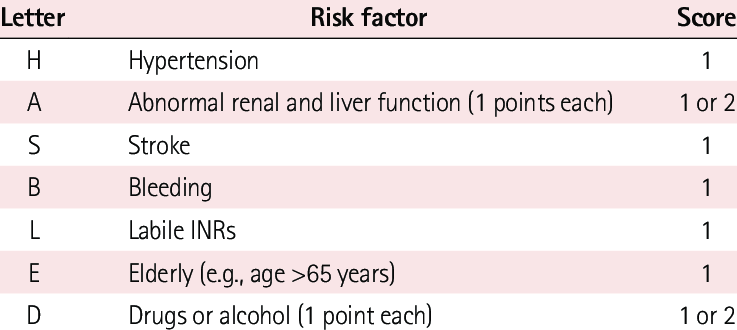 Letter Risk factor Score
H Hypertension 1
A Abnormal renal and liver function (1 points each) 1 or 2
S Stroke 1
B Bleeding 1
L Labile INRs 1
E Elderly (e.g., age >65 years) 1
D Drugs or alcohol (1 point each) 1 or 2